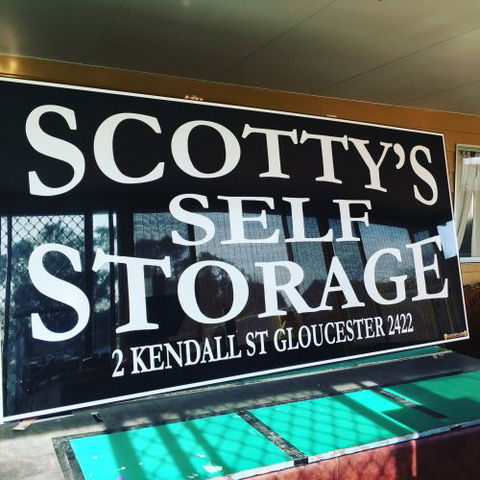 SCOTTY'S
SELF
STORAGE
2 KENDALL ST GLOUCESTER 2422